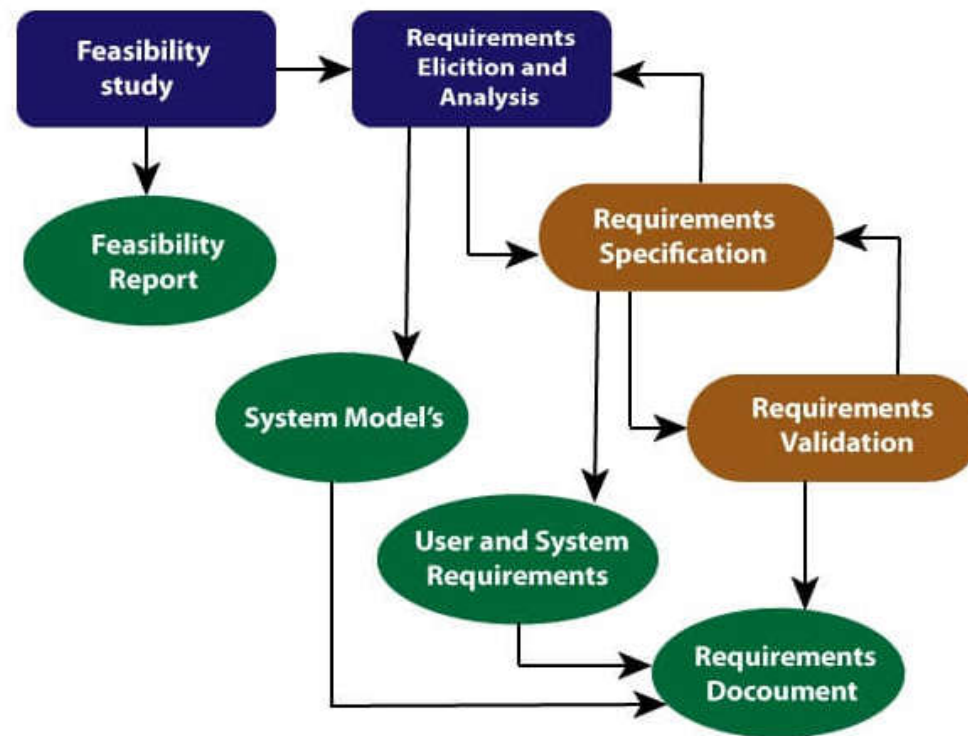 Feasibility
study
Requirements
Elicition and
Analysis
Feasibility
Report
Requirements
Specification
System Model's
Requirements
Validation
User and System
Requirements
Requirements
Docoument